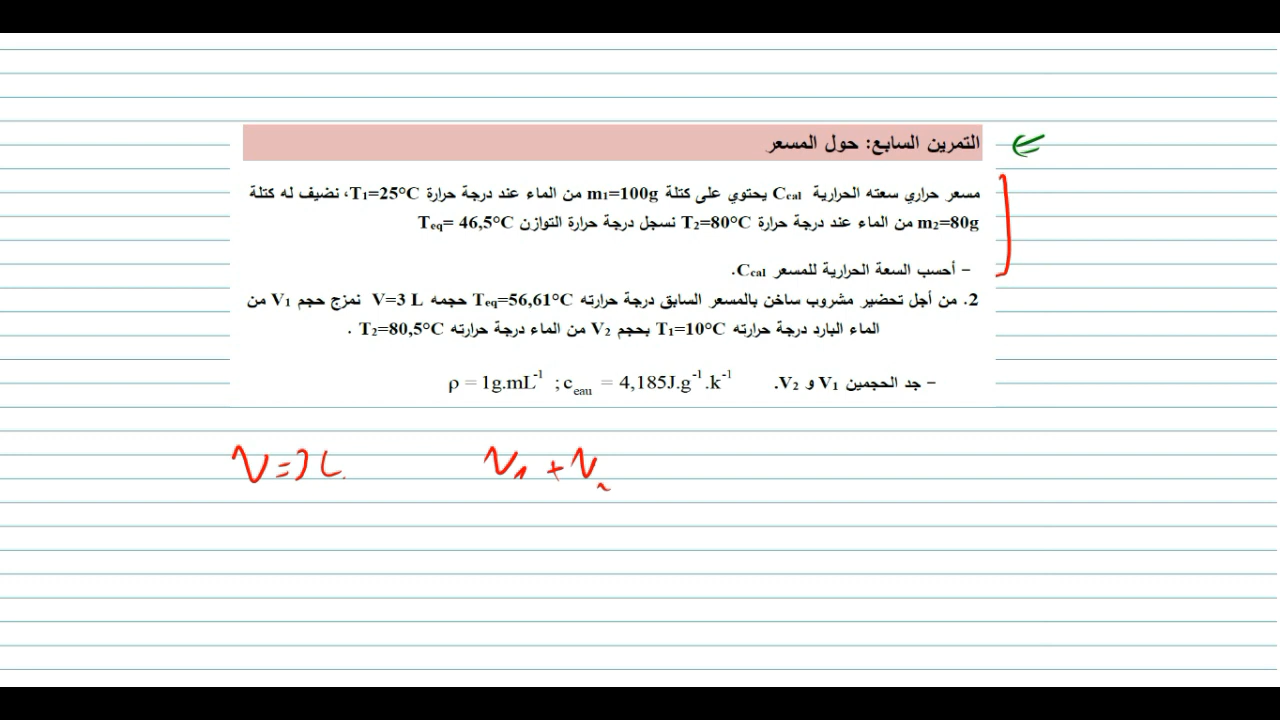 التمرين السابع: حول المسعر
مسعر حراري سعته الحرارية Ccal يحتوي على كتلة m1=100g من الماء عند درجة حرارة T1=25°C، نضيف له كتلة
m2=80g من الماء عند درجة حرارة T2=80°C نسجل درجة حرارة التوازن Teq= 46,5°C
– أحسب السعة الحرارية للمسعر Ccal.
2. من أجل تحضير مشروب ساخن بالمسعر السابق درجة حرارته Teq=56,61°C حجمه V=3 L نمزج حجم V1 من
الماء البارد درجة حرارته T1=10°C بحجم V2 من الماء درجة حرارته T2=80,5°C .
– جد الحجمين V1 و V2. ρ = 1g.mL⁻¹ ; ceau = 4,185J.g⁻¹.k⁻¹
V=3L. V1 + V2